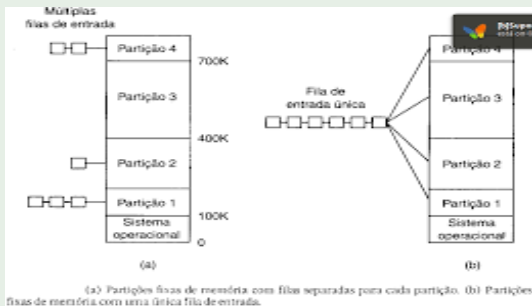 Múltiplas
filas de entrada
Partição 4
700K
Partição 3
400K
Partição 2
Partição 1
100K
Sistema
operacional
0
(a)
Fila de
entrada única
Partição 4
Partição 3
Partição 2
Partição 1
Sistema
operacional
(b)
(a) Partições fixas de memória com filas separadas para cada partição. (b) Partições
fixas de memória com uma única fila de entrada.